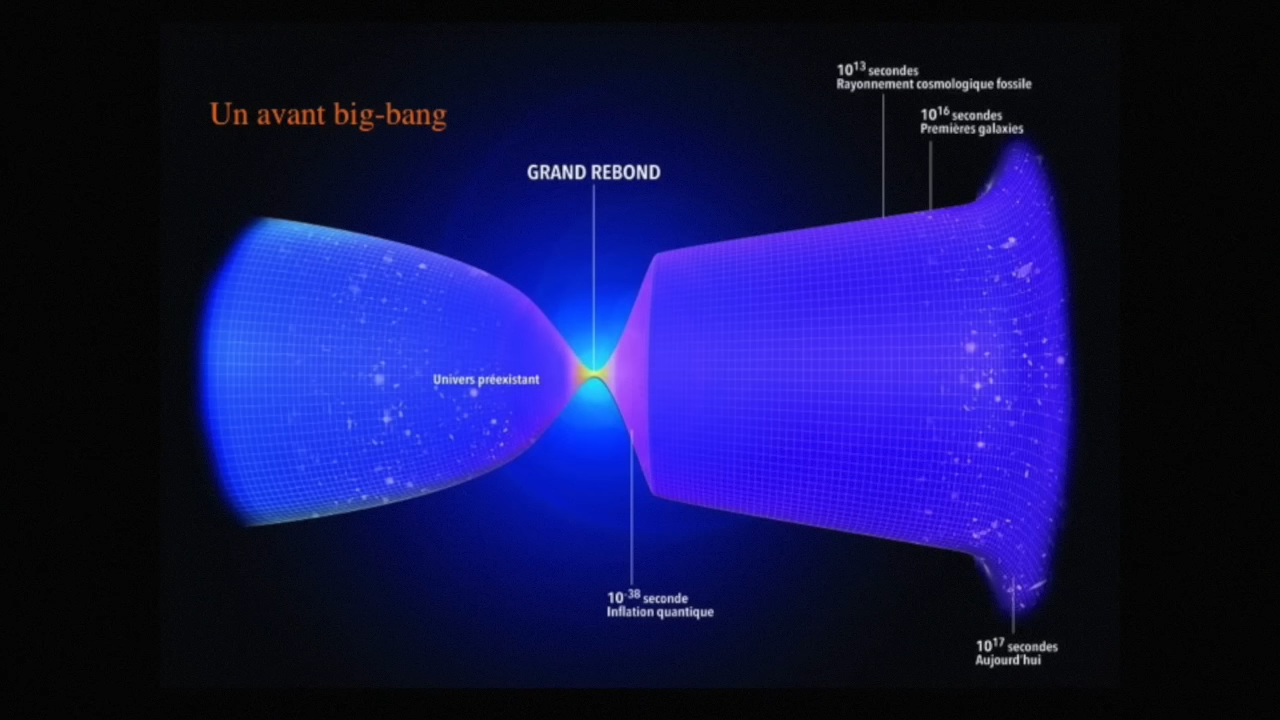 Un avant big-bang
10¹³ secondes
Rayonnement cosmologique fossile
10¹⁶ secondes
Premières galaxies
GRAND REBOND
Univers préexistant
10⁻³⁸ seconde
Inflation quantique
10¹⁷ secondes
Aujourd'hui